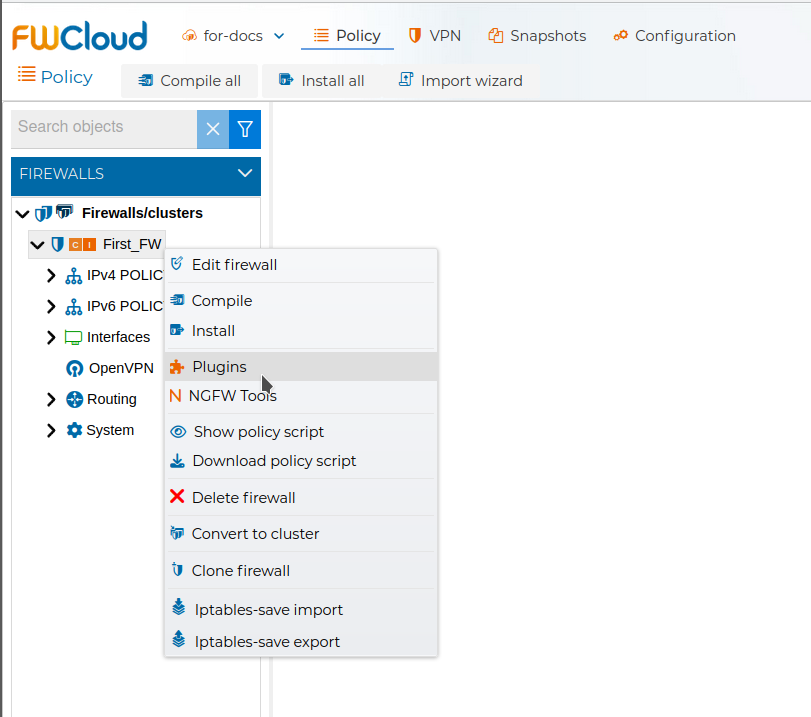 FWCloud for-docs Policy VPN Snapshots Configuration
Policy Compile all Install all Import wizard
Search objects
FIREWALLS
Firewalls/clusters
C I First_FW
IPv4 POLIC
IPv6 POLIC
Interfaces
OpenVPN
Routing
System
Edit firewall
Compile
Install
Plugins
N NGFW Tools
Show policy script
Download policy script
Delete firewall
Convert to cluster
Clone firewall
Iptables-save import
Iptables-save export